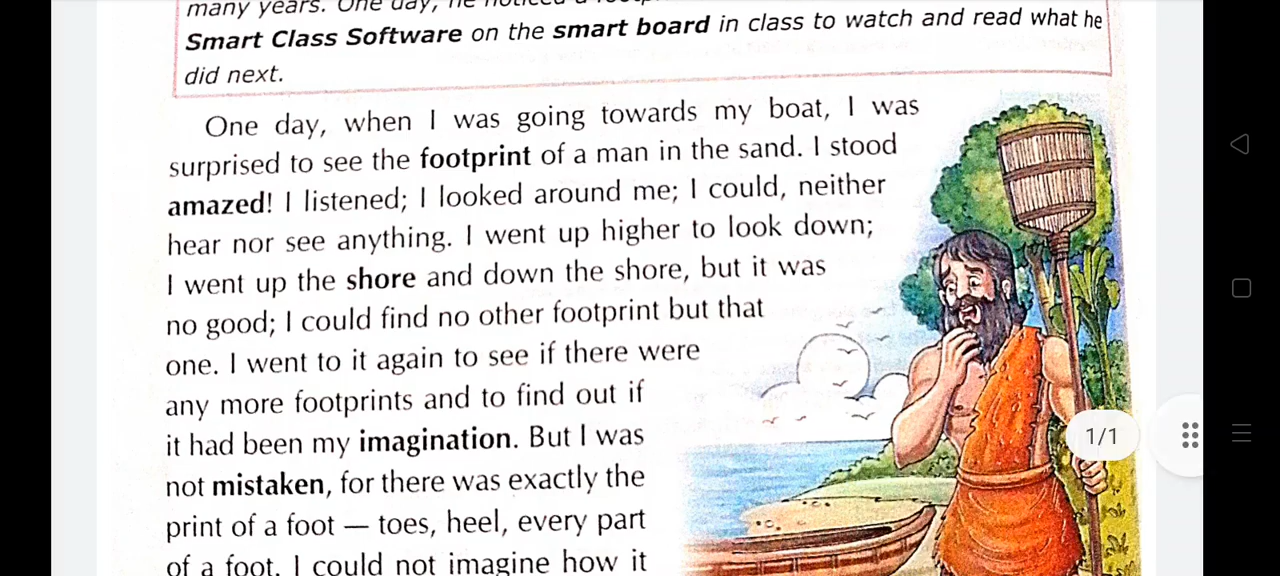 many years. One day, he noticed a
Smart Class Software on the smart board in class to watch and read what he
did next.
One day, when I was going towards my boat, I was
surprised to see the footprint of a man in the sand. I stood
amazed! I listened; I looked around me; I could, neither
hear nor see anything. I went up higher to look down;
I went up the shore and down the shore, but it was
no good; I could find no other footprint but that
one. I went to it again to see if there were
any more footprints and to find out if
it had been my imagination. But I was
not mistaken, for there was exactly the
print of a foot — toes, heel, every part
of a foot. I could not imagine how it
1/1